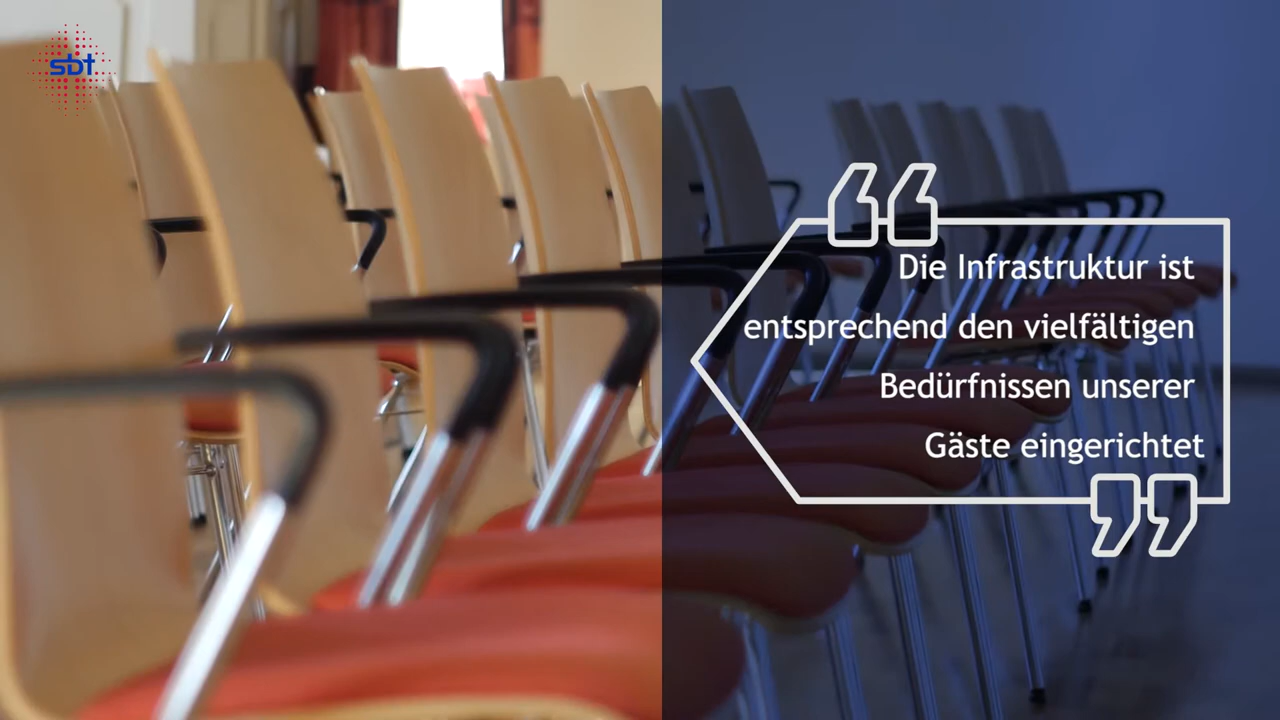 sbt
Die Infrastruktur ist
entsprechend den vielfältigen
Bedürfnissen unserer
Gäste eingerichtet